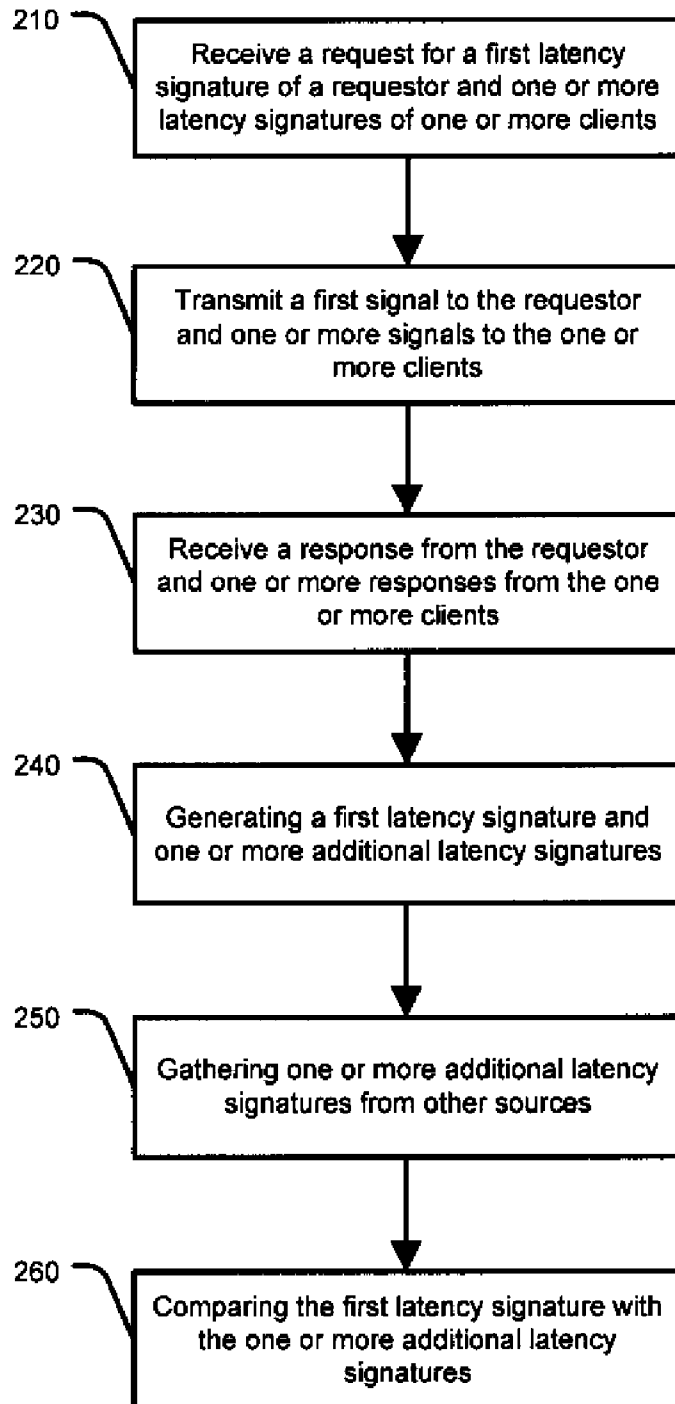 210
Receive a request for a first latency
signature of a requestor and one or more
latency signatures of one or more clients
220
Transmit a first signal to the requestor
and one or more signals to the one or
more clients
230
Receive a response from the requestor
and one or more responses from the one
or more clients
240
Generating a first latency signature and
one or more additional latency signatures
250
Gathering one or more additional latency
signatures from other sources
260
Comparing the first latency signature with
the one or more additional latency
signatures